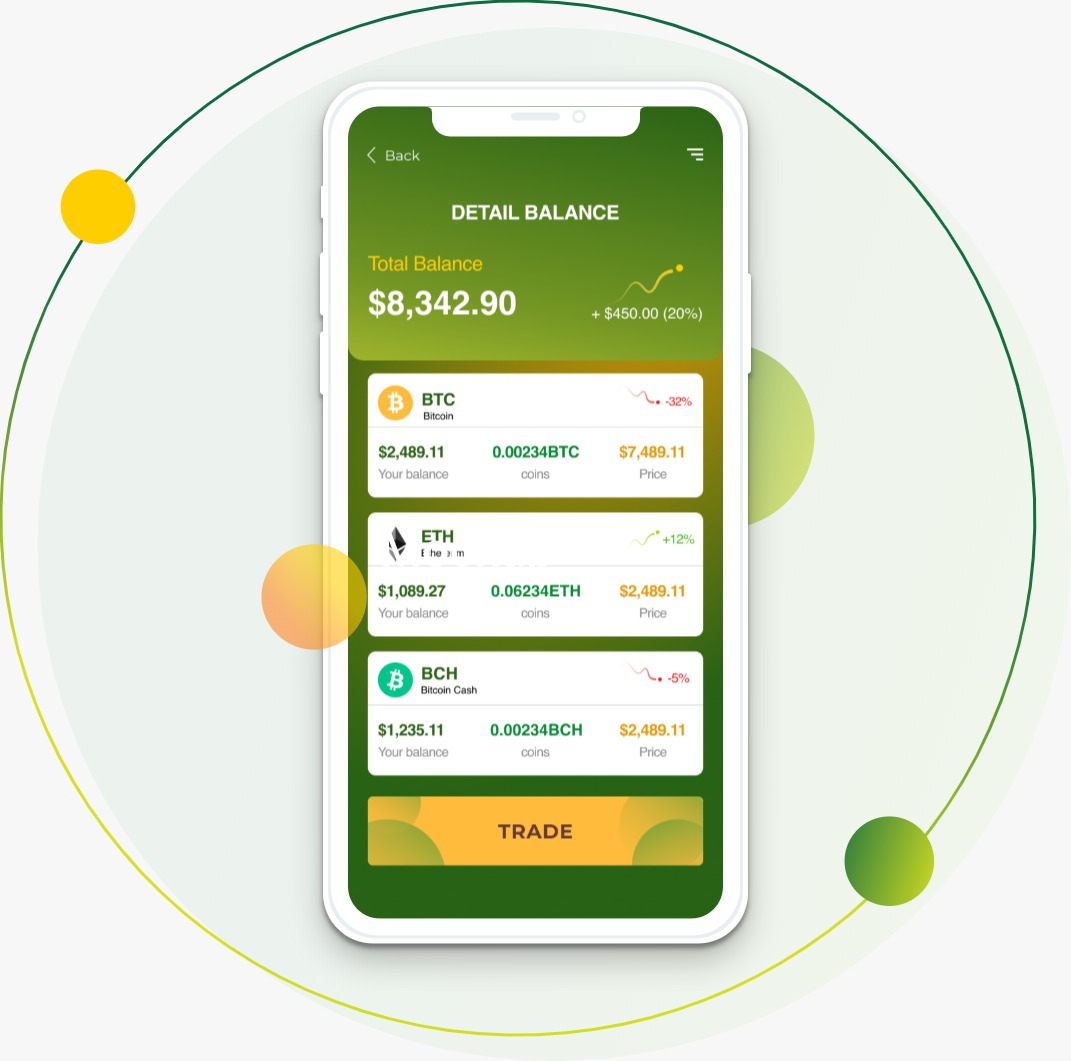 Back
DETAIL BALANCE
Total Balance
$8,342.90
+ $450.00 (20%)
BTC
Bitcoin
-32%
$2,489.11 0.00234BTC $7,489.11
Your balance coins Price
ETH
+12%
$1,089.27 0.06234ETH $2,489.11
Your balance coins Price
BCH
Bitcoin Cash
-5%
$1,235.11 0.00234BCH $2,489.11
Your balance coins Price
TRADE